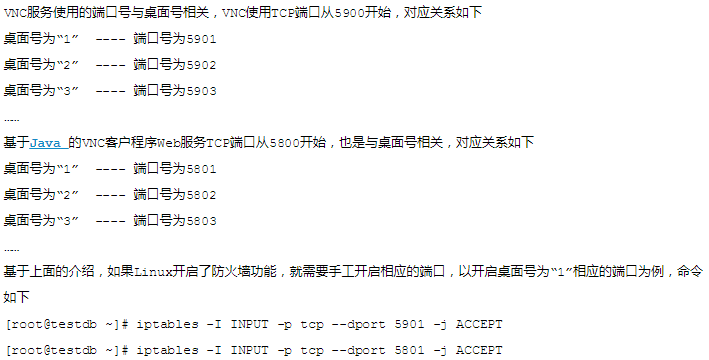 VNC服务使用的端口号与桌面号相关，VNC使用TCP端口从5900开始，对应关系如下
桌面号为“1”  ---- 端口号为5901
桌面号为“2”  ---- 端口号为5902
桌面号为“3”  ---- 端口号为5903
……
基于Java 的VNC客户程序Web服务TCP端口从5800开始，也是与桌面号相关，对应关系如下
桌面号为“1”  ---- 端口号为5801
桌面号为“2”  ---- 端口号为5802
桌面号为“3”  ---- 端口号为5803
……
基于上面的介绍，如果Linux开启了防火墙功能，就需要手工开启相应的端口，以开启桌面号为“1”相应的端口为例，命令
如下
[root@testdb ~]# iptables -I INPUT -p tcp --dport 5901 -j ACCEPT
[root@testdb ~]# iptables -I INPUT -p tcp --dport 5801 -j ACCEPT